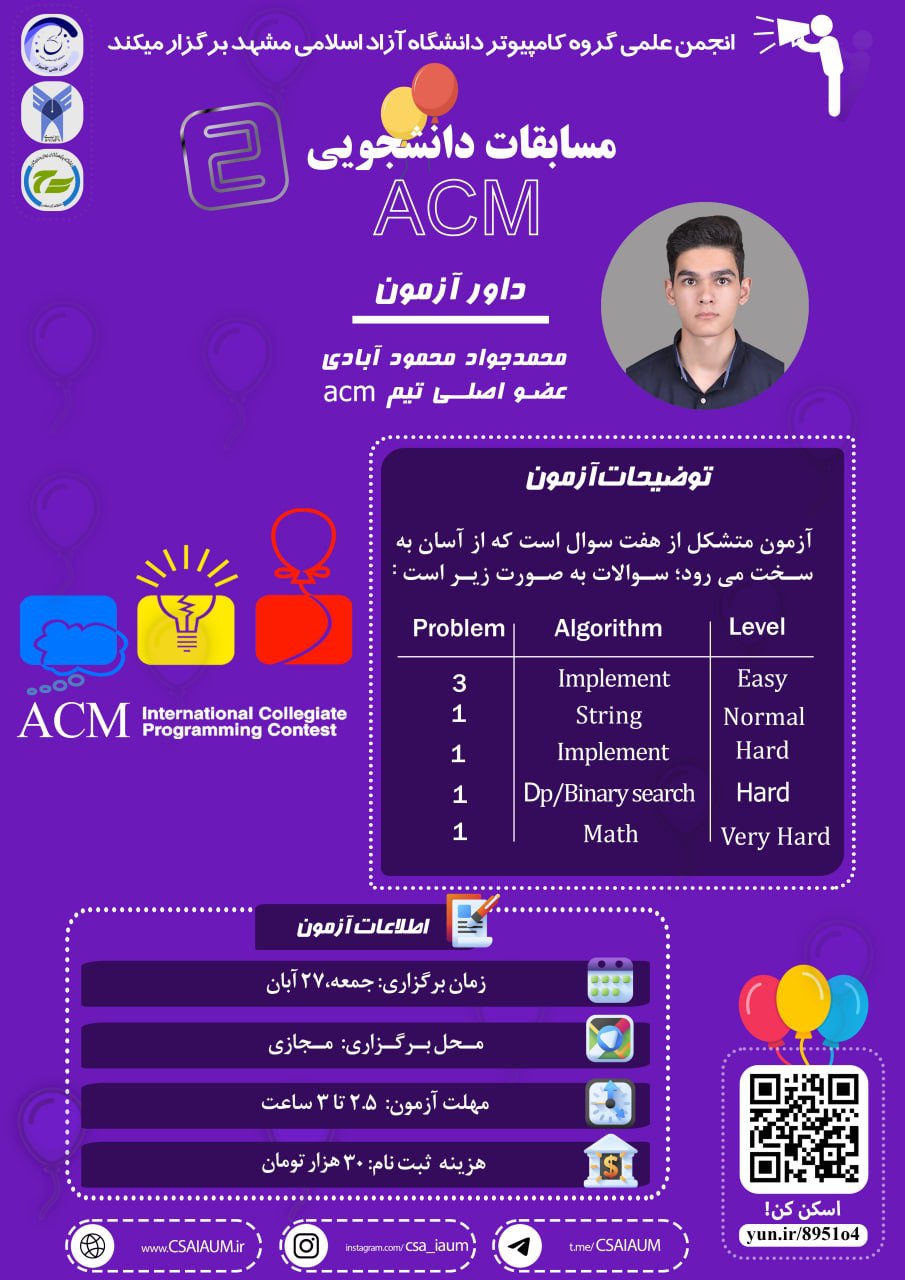 انجمن علمی گروه کامپیوتر دانشگاه آزاد اسلامی مشهد برگزار میکند
مسابقات دانشجویی
ACM
داور آزمون
محمدجواد محمود آبادی
عضو اصلی تیم acm
توضیحات آزمون
آزمون متشکل از هفت سوال است که از آسان به
سخت می رود؛ سوالات به صورت زیر است :
Problem Algorithm Level
3 Implement Easy
1 String Normal
1 Implement Hard
1 Dp/Binary search Hard
1 Math Very Hard
ACM International Collegiate
Programming Contest
اطلاعات آزمون
زمان برگزاری: جمعه، ۲۷ آبان
محل برگزاری: مجازی
مهلت آزمون: ۲.۵ تا ۳ ساعت
هزینه ثبت نام: ۳۰ هزار تومان
اسکن کن!
yun.ir/8951o4
www.CSAIAUM.ir
instagram.com/csa_iaum
t.me/CSAIAUM